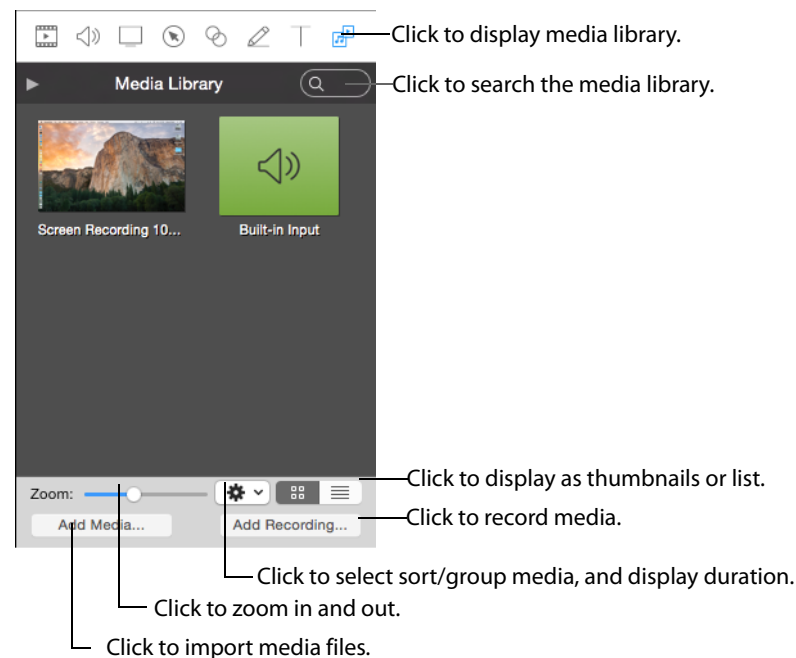 Click to display media library.
Media Library
Click to search the media library.
Screen Recording 10...
Built-in Input
Click to display as thumbnails or list.
Zoom:
Add Media...
Add Recording...
Click to record media.
Click to select sort/group media, and display duration.
Click to zoom in and out.
Click to import media files.